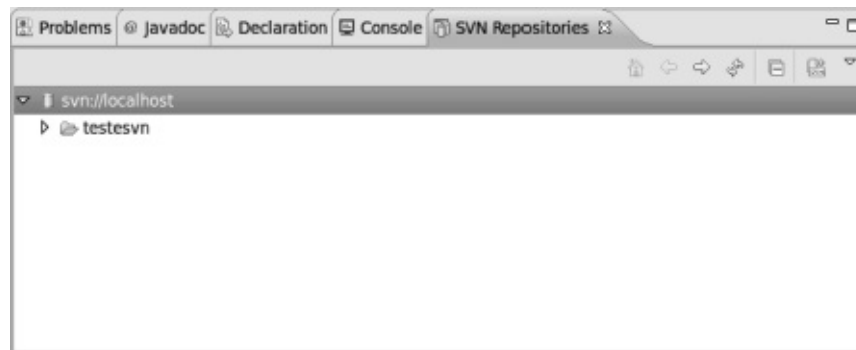 Problems @ Javadoc Declaration Console SVN Repositories
svn://localhost
testesvn